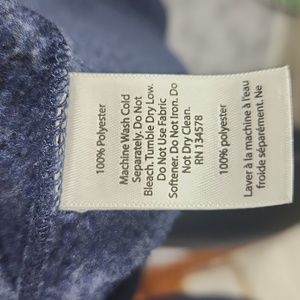 100% Polyester
Machine Wash Cold
Separately. Do Not
Bleach. Tumble Dry Low.
Do Not Use Fabric
Softener. Do Not Iron. Do
Not Dry Clean.
RN 134578
100% polyester
Laver à la machine à l'eau
froide séparément. Ne